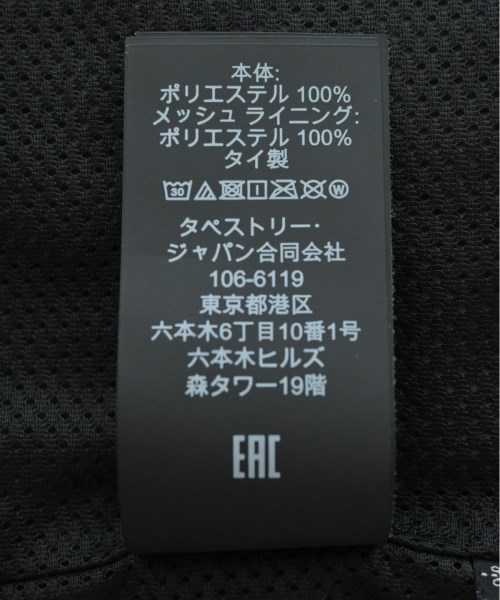 本体:
ポリエステル 100%
メッシュ ライニング:
ポリエステル 100%
タイ製
30 W
タペストリー・
ジャパン合同会社
106-6119
東京都港区
六本木6丁目10番1号
六本木ヒルズ
森タワー19階
EAC